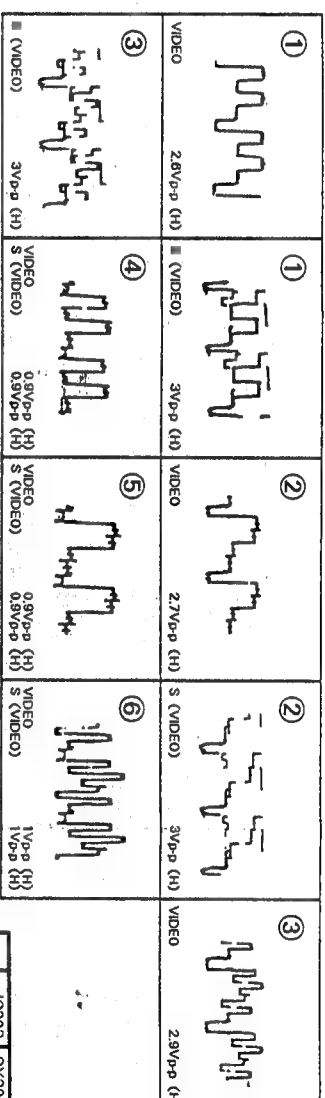 ①
VIDEO 2.6Vp-p (H)
①
■ (VIDEO) 3Vp-p (H)
②
VIDEO 2.7Vp-p (H)
②
S (VIDEO) 3Vp-p (H)
③
VIDEO 2.9Vp-p (H
③
■ (VIDEO) 3Vp-p (H)
④
VIDEO 0.9Vp-p (H)
S (VIDEO) 0.9Vp-p (H)
⑤
VIDEO 0.9Vp-p (H)
S (VIDEO) 0.9Vp-p (H)
⑥
VIDEO 1Vp-p (H)
S (VIDEO) 1Vp-p (H)